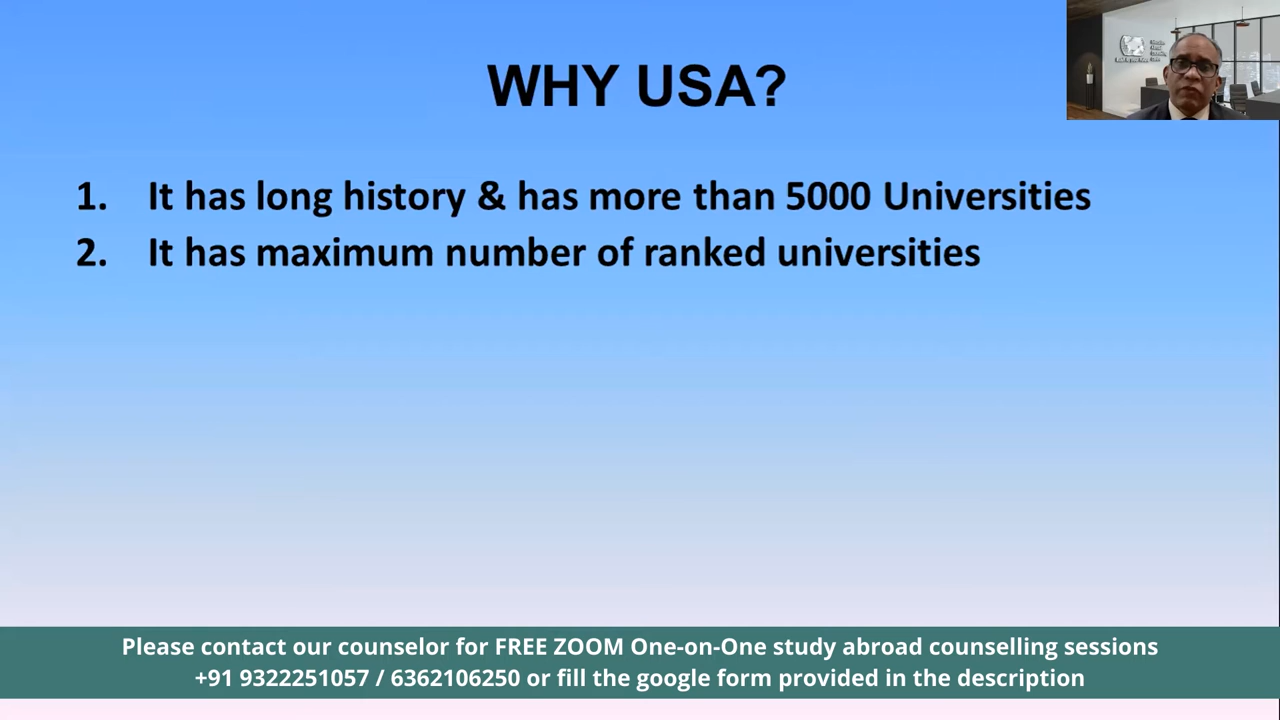 WHY USA?
1. It has long history & has more than 5000 Universities
2. It has maximum number of ranked universities
Please contact our counselor for FREE ZOOM One-on-One study abroad counselling sessions
+91 9322251057 / 6362106250 or fill the google form provided in the description